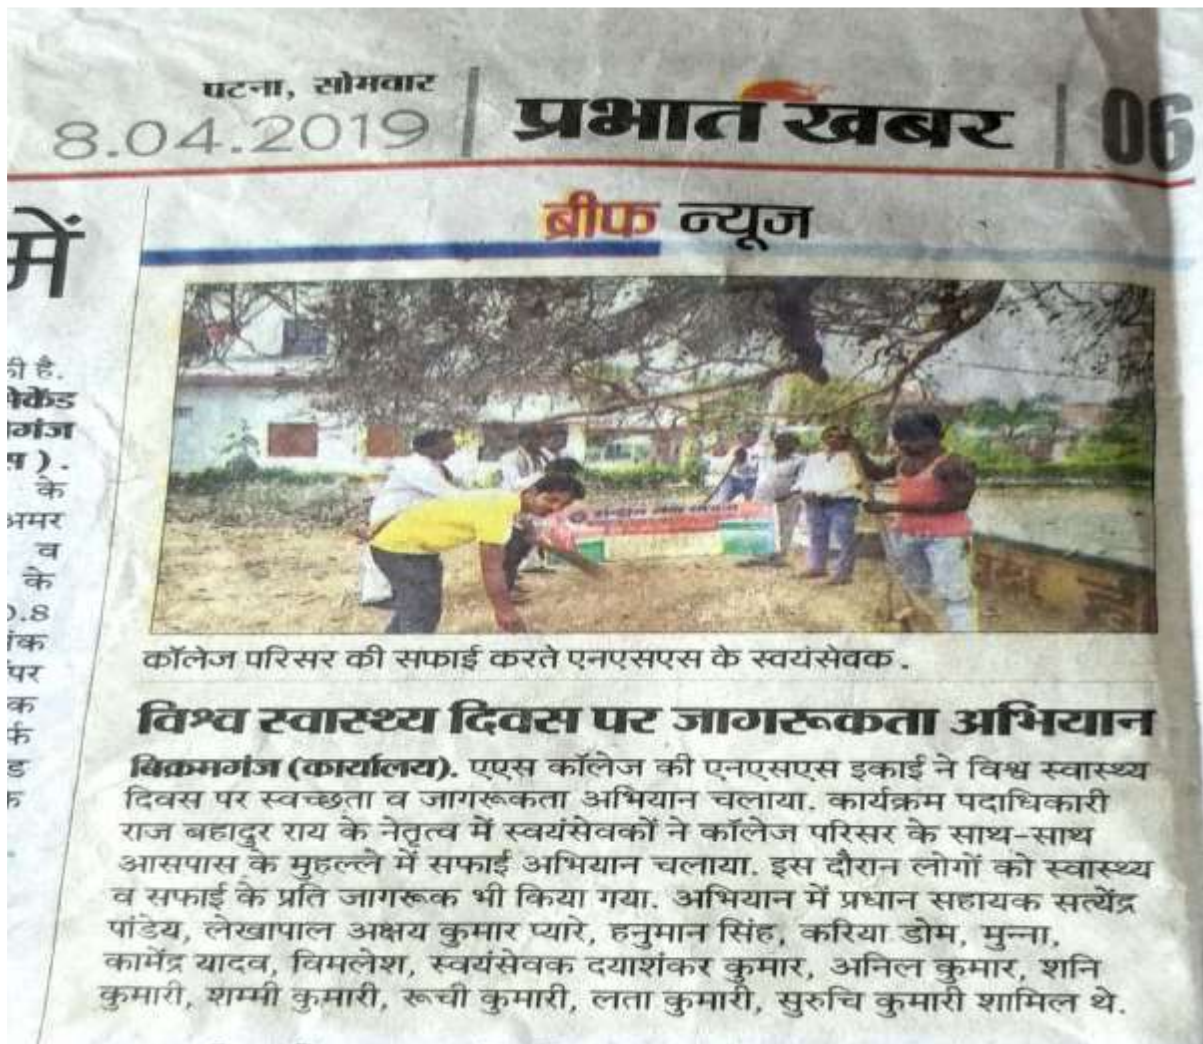 पटना, सोमवार
8.04.2019
प्रभात खबर
06
ब्रीफ न्यूज
में
की है.
के
अमर
व
के
पर
क
कॉलेज परिसर की सफाई करते एनएसएस के स्वयंसेवक.
विश्व स्वास्थ्य दिवस पर जागरूकता अभियान
बिक्रमगंज (कार्यालय). एएस कॉलेज की एनएसएस इकाई ने विश्व स्वास्थ्य
दिवस पर स्वच्छता व जागरूकता अभियान चलाया. कार्यक्रम पदाधिकारी
राज बहादुर राय के नेतृत्व में स्वयंसेवकों ने कॉलेज परिसर के साथ-साथ
आसपास के मुहल्ले में सफाई अभियान चलाया. इस दौरान लोगों को स्वास्थ्य
व सफाई के प्रति जागरूक भी किया गया. अभियान में प्रधान सहायक सत्येंद्र
पांडेय, लेखापाल अक्षय कुमार प्यारे, हनुमान सिंह, करिया डोम, मुन्ना,
कामेंद्र यादव, विमलेश, स्वयंसेवक दयाशंकर कुमार, अनिल कुमार, शनि
कुमारी, शम्मी कुमारी, रूची कुमारी, लता कुमारी, सुरुचि कुमारी शामिल थे.